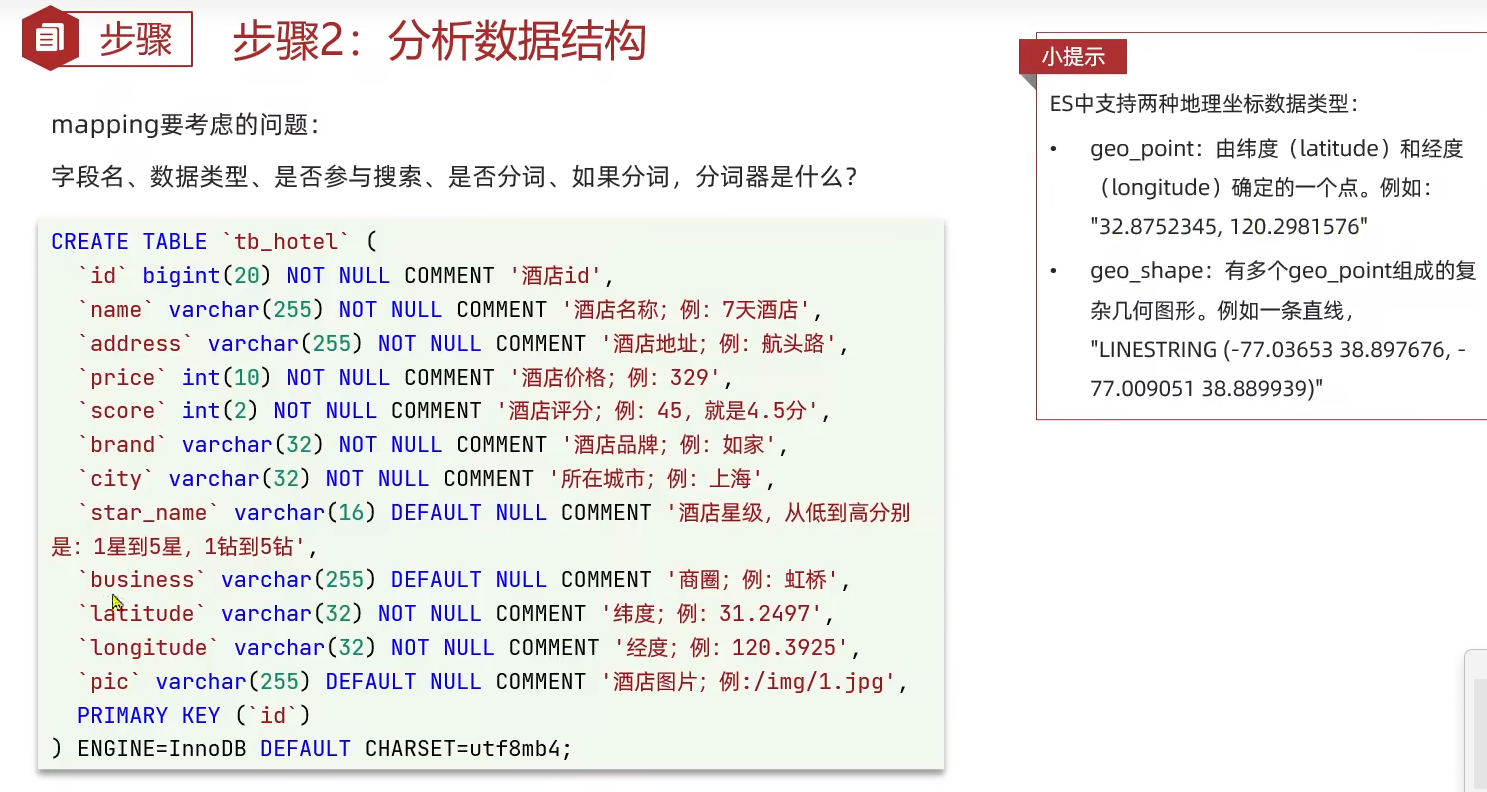 步骤
步骤2：分析数据结构
mapping要考虑的问题：
字段名、数据类型、是否参与搜索、是否分词、如果分词，分词器是什么？
CREATE TABLE `tb_hotel` (
`id` bigint(20) NOT NULL COMMENT '酒店id',
`name` varchar(255) NOT NULL COMMENT '酒店名称；例：7天酒店',
`address` varchar(255) NOT NULL COMMENT '酒店地址；例：航头路',
`price` int(10) NOT NULL COMMENT '酒店价格；例：329',
`score` int(2) NOT NULL COMMENT '酒店评分；例：45，就是4.5分',
`brand` varchar(32) NOT NULL COMMENT '酒店品牌；例：如家',
`city` varchar(32) NOT NULL COMMENT '所在城市；例：上海',
`star_name` varchar(16) DEFAULT NULL COMMENT '酒店星级，从低到高分别
是：1星到5星，1钻到5钻',
`business` varchar(255) DEFAULT NULL COMMENT '商圈；例：虹桥',
`latitude` varchar(32) NOT NULL COMMENT '纬度；例：31.2497',
`longitude` varchar(32) NOT NULL COMMENT '经度；例：120.3925',
`pic` varchar(255) DEFAULT NULL COMMENT '酒店图片；例:/img/1.jpg',
PRIMARY KEY (`id`)
) ENGINE=InnoDB DEFAULT CHARSET=utf8mb4;
小提示
ES中支持两种地理坐标数据类型：
• geo_point：由纬度（latitude）和经度
（longitude）确定的一个点。例如：
"32.8752345, 120.2981576"
• geo_shape：有多个geo_point组成的复
杂几何图形。例如一条直线，
"LINESTRING (-77.03653 38.897676, -
77.009051 38.889939)"